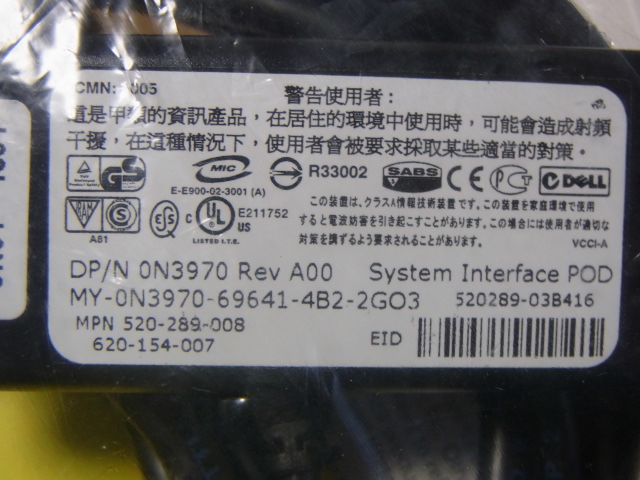 CMN: 1005
警告使用者：
這是甲類的資訊產品，在居住的環境中使用時，可能會造成射頻
干擾，在這種情況下，使用者會被要求採取某些適當的對策。
GS
MIC
E-E900-02-3001 (A)
R33002
SABS
CE
DELL
この装置は、クラスA情報技術装置です。この装置を家庭環境で使用
すると電波妨害を引き起こすことがあります。この場合には使用者が適切な
対策を講ずるよう要求されることがあります。
VCCI-A
A81
C
UL
US
LISTED I.T.E.
E211752
DP/N 0N3970 Rev A00 System Interface POD
MY-0N3970-69641-4B2-2GO3 520289-03B416
MPN 520-289-008
620-154-007
EID